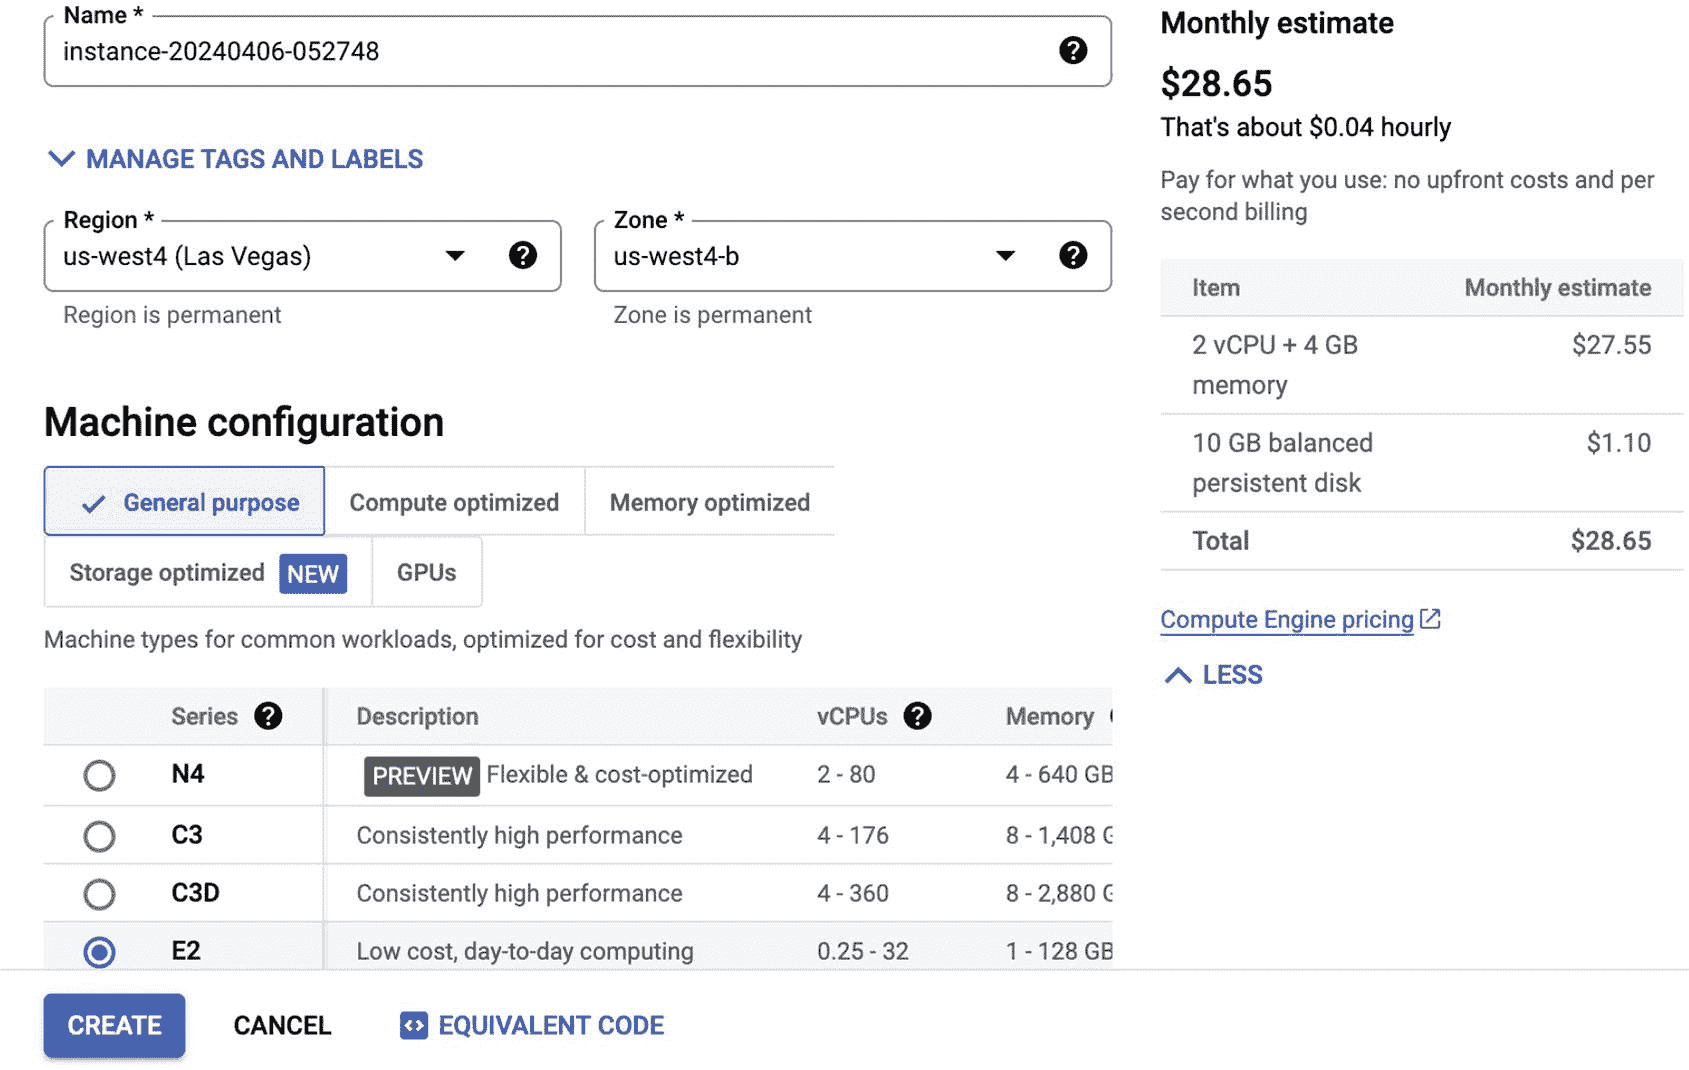 Name *
instance-20240406-052748
MANAGE TAGS AND LABELS
Region *
us-west4 (Las Vegas)
Region is permanent
Zone *
us-west4-b
Zone is permanent
Machine configuration
General purpose
Compute optimized
Memory optimized
Storage optimized NEW
GPUs
Machine types for common workloads, optimized for cost and flexibility
Series Description vCPUs Memory
N4 PREVIEW Flexible & cost-optimized 2 - 80 4 - 640 GB
C3 Consistently high performance 4 - 176 8 - 1,408 G
C3D Consistently high performance 4 - 360 8 - 2,880 G
E2 Low cost, day-to-day computing 0.25 - 32 1 - 128 GB
CREATE CANCEL EQUIVALENT CODE
Monthly estimate
$28.65
That's about $0.04 hourly
Pay for what you use: no upfront costs and per
second billing
Item Monthly estimate
2 vCPU + 4 GB $27.55
memory
10 GB balanced $1.10
persistent disk
Total $28.65
Compute Engine pricing
LESS